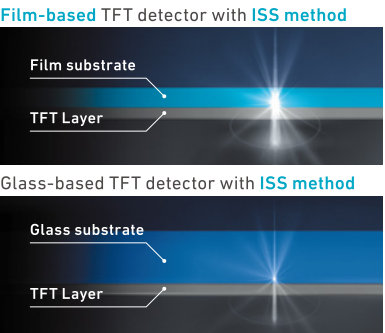 Film-based TFT detector with ISS method
Film substrate
TFT Layer
Glass-based TFT detector with ISS method
Glass substrate
TFT Layer